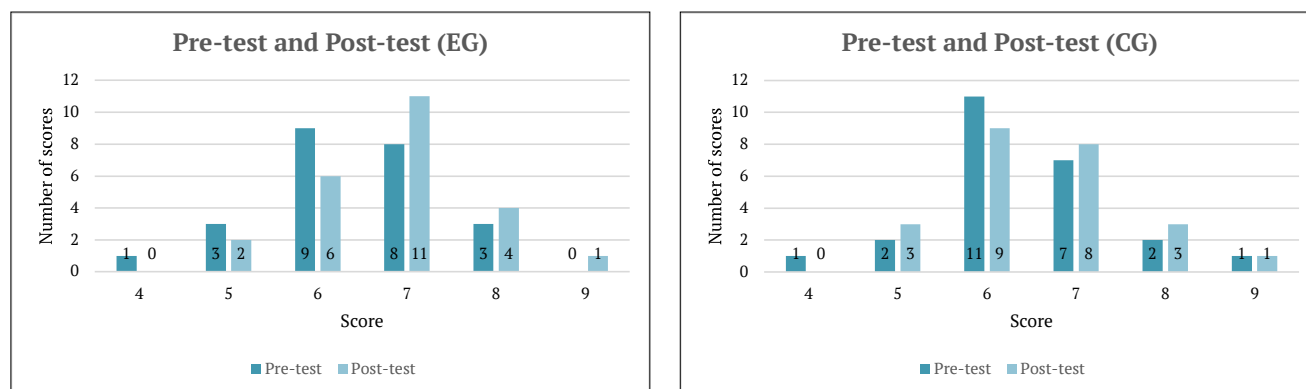 Pre-test and Post-test (EG)
12
10
8
6
4
2
0
Number of scores
1 0 3 2 9 6 8 11 3 4 0 1
4 5 6 7 8 9
Score
Pre-test Post-test
Pre-test and Post-test (CG)
12
10
8
6
4
2
0
Number of scores
1 0 2 3 11 9 7 8 2 3 1 1
4 5 6 7 8 9
Score
Pre-test Post-test